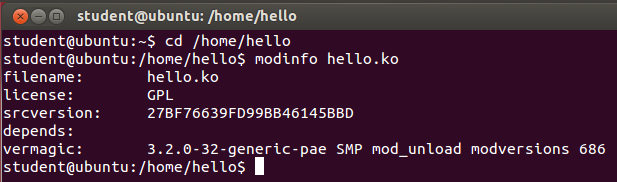 student@ubuntu: /home/hello
student@ubuntu:~$ cd /home/hello
student@ubuntu:/home/hello$ modinfo hello.ko
filename:       hello.ko
license:        GPL
srcversion:     27BF76639FD99BB46145BBD
depends:
vermagic:       3.2.0-32-generic-pae SMP mod_unload modversions 686
student@ubuntu:/home/hello$